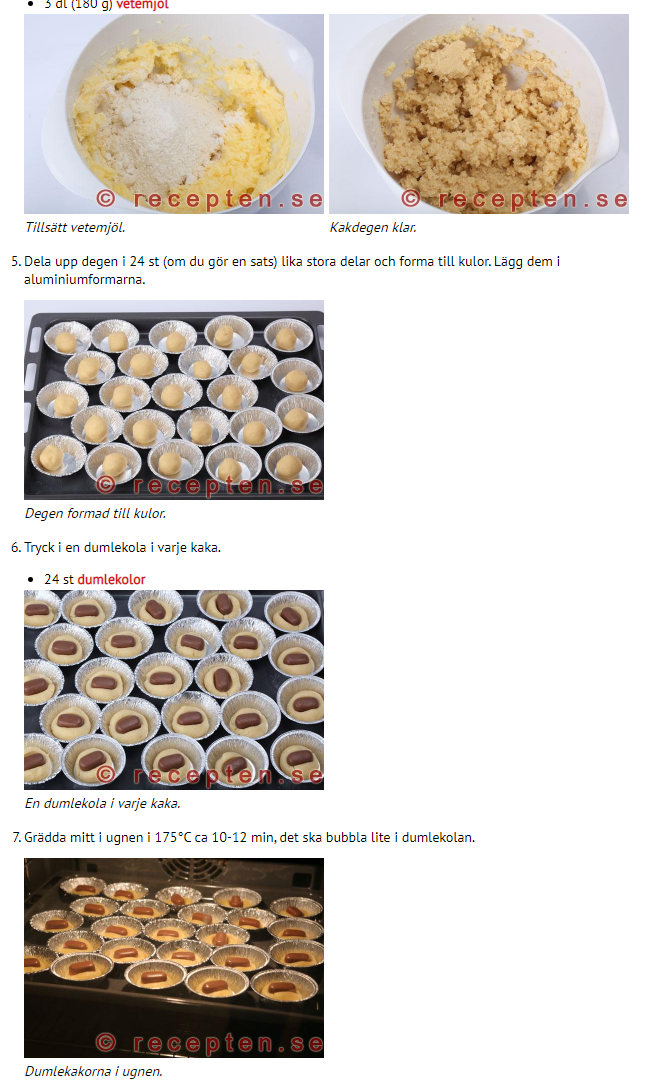 3 dl (180 g) vetemjöl
© recepten.se
© recepten.se
Tillsätt vetemjöl.
Kakdegen klar.
5. Dela upp degen i 24 st (om du gör en sats) lika stora delar och forma till kulor. Lägg dem i
aluminiumformarna.
© recepten.se
Degen formad till kulor.
6. Tryck i en dumlekola i varje kaka.
24 st dumlekolor
© recepten.se
En dumlekola i varje kaka.
7. Grädda mitt i ugnen i 175°C ca 10-12 min, det ska bubbla lite i dumlekolan.
© recepten.se
Dumlekakorna i ugnen.